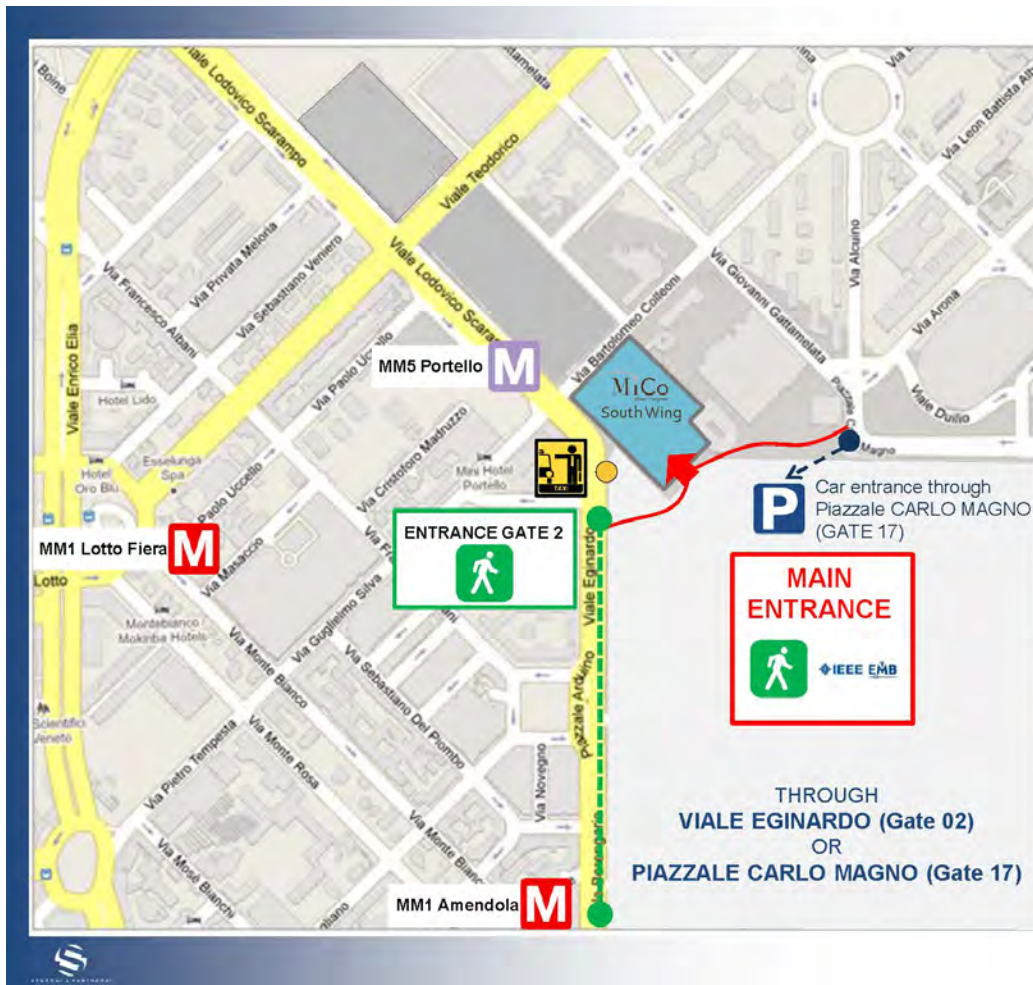 Via
Boine
Viale Lodovico Scarampo
Viale Teodorico
Via Leon Battista
Via Privata Meloria
Via Sebastiano Veniero
Via Francesco Albani
Viale Enrico Elia
Viale Lodovico
Via Bartolomeo Colleoni
Via Giovanni Gattamelata
Via Alcuino
Via Arona
Viale Duilio
Piazzale C
Magno
Hotel Lido
Via Paolo Uccello
MM5 Portello
M
MiCo
South Wing
Via Cristoforo Madruzzo
Mini Hotel
Portello
TAXI
Hotel
Oro Blu
Esselunga
Spa
Paolo Uccello
Via Masaccio
MM1 Lotto Fiera
M
Lotto
ENTRANCE GATE 2
Viale Eginardo
P
Car entrance through
Piazzale CARLO MAGNO
(GATE 17)
MAIN
ENTRANCE
IEEE EMB
Montebianco
Mokinba Hotels
Via Guglielmo Silva
Via Monte Bianco
Via Sebastiano Del Piombo
Piazzale Arduino
Scientifici
Veneto
Via Pietro Tempesta
Via Monte Rosa
Via Novegno
Via Monte Bianco
Via Mosè Bianchi
MM1 Amendola
M
THROUGH
VIALE EGINARDO (Gate 02)
OR
PIAZZALE CARLO MAGNO (Gate 17)